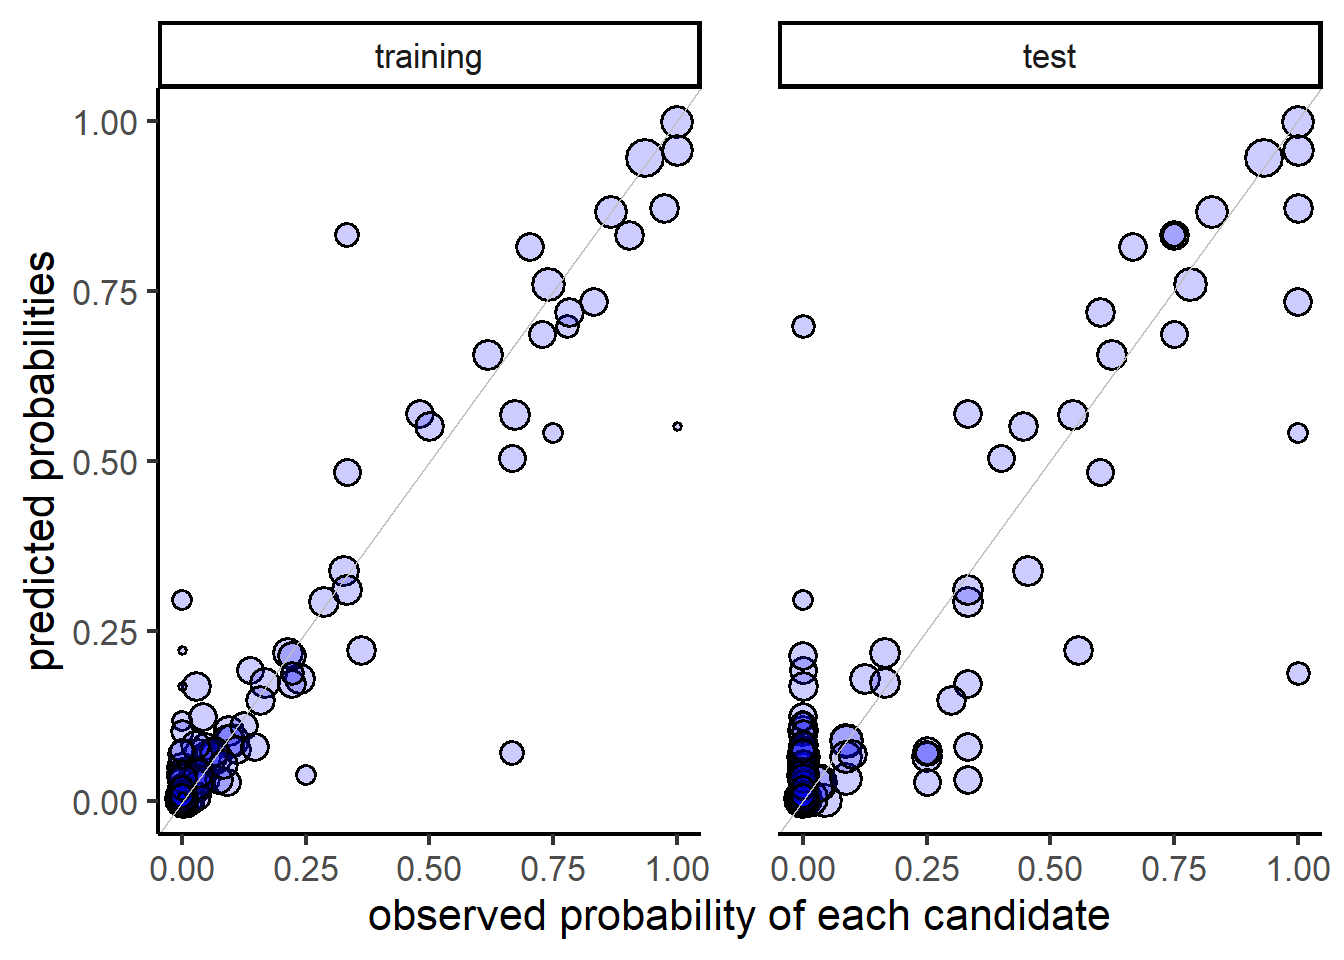 training
test
predicted probabilities
1.00
0.75
0.50
0.25
0.00
0.00 0.25 0.50 0.75 1.00
0.00 0.25 0.50 0.75 1.00
observed probability of each candidate